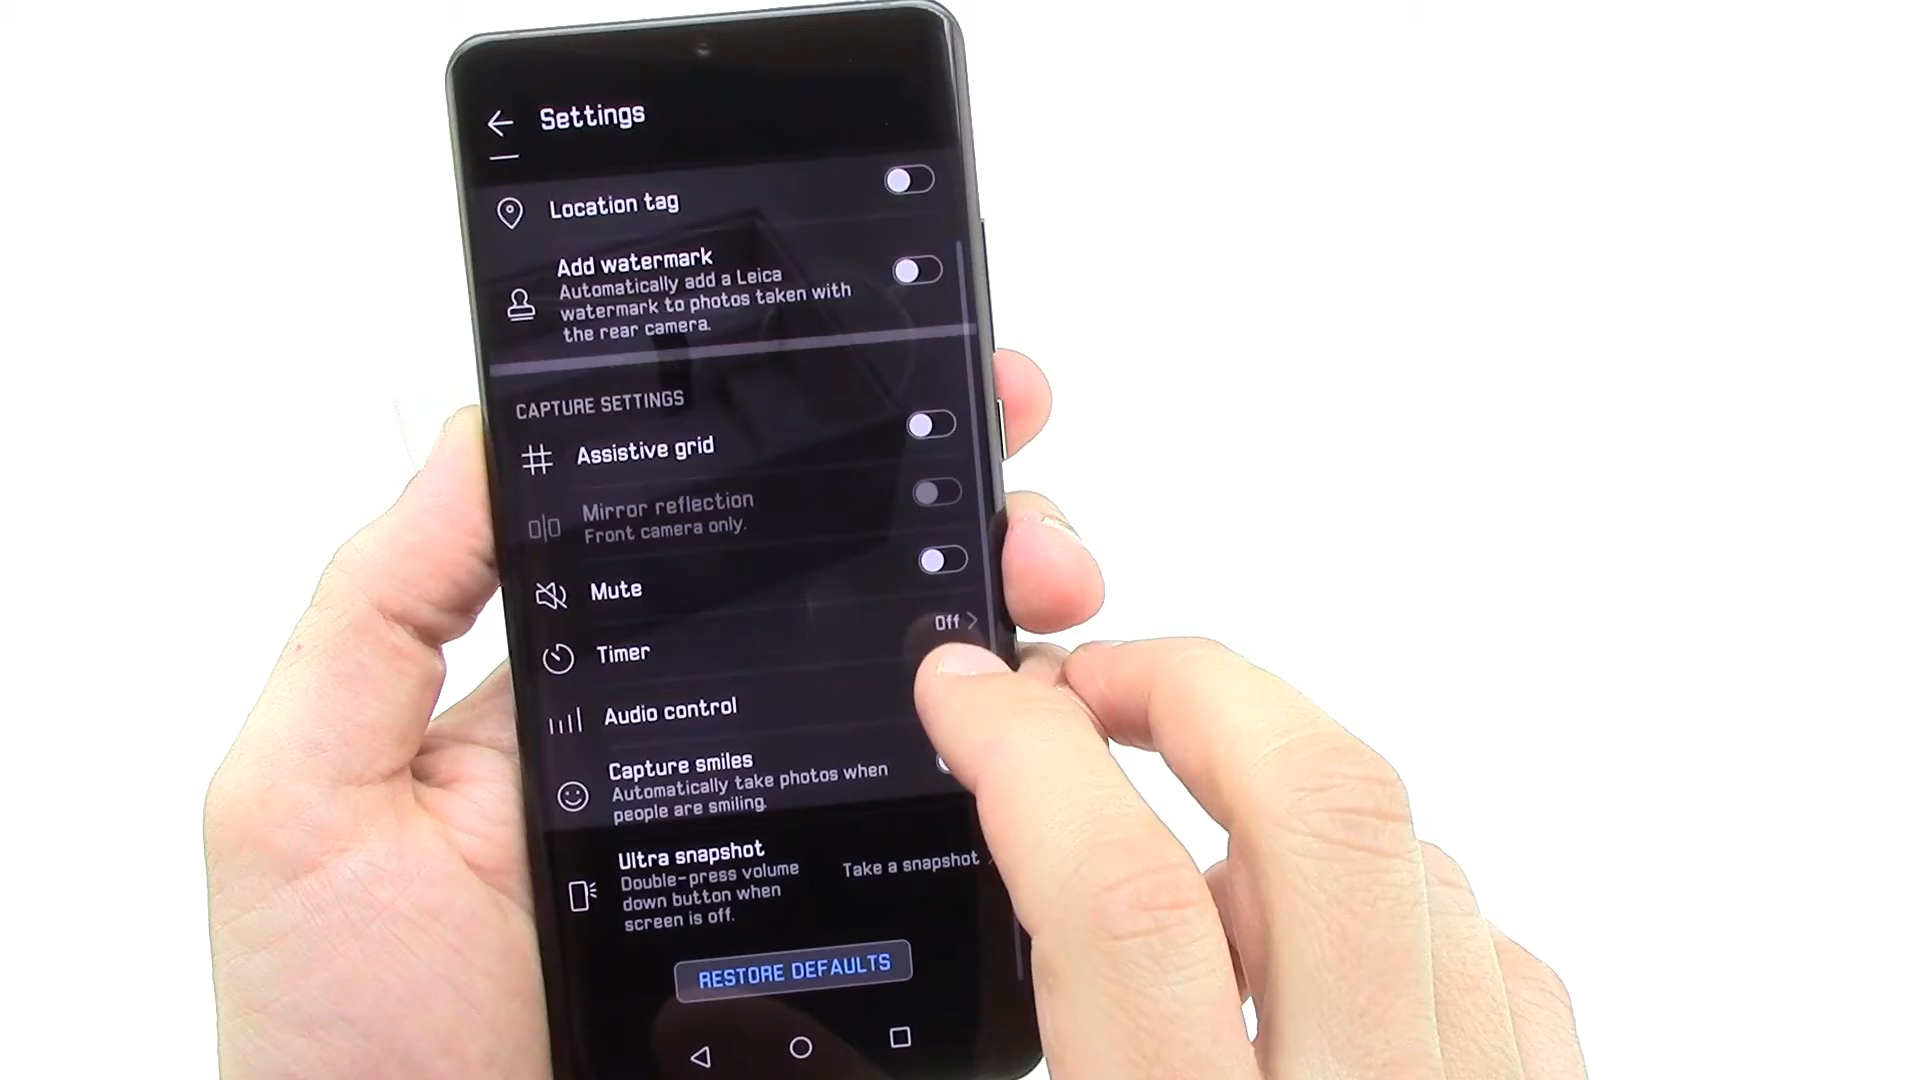 Settings
Location tag
Add watermark
Automatically add a Leica
watermark to photos taken with
the rear camera.
CAPTURE SETTINGS
Assistive grid
Mirror reflection
Front camera only.
Mute
Off
Timer
Audio control
Capture smiles
Automatically take photos when
people are smiling.
Ultra snapshot
Double-press volume
down button when
screen is off.
Take a snapshot
RESTORE DEFAULTS